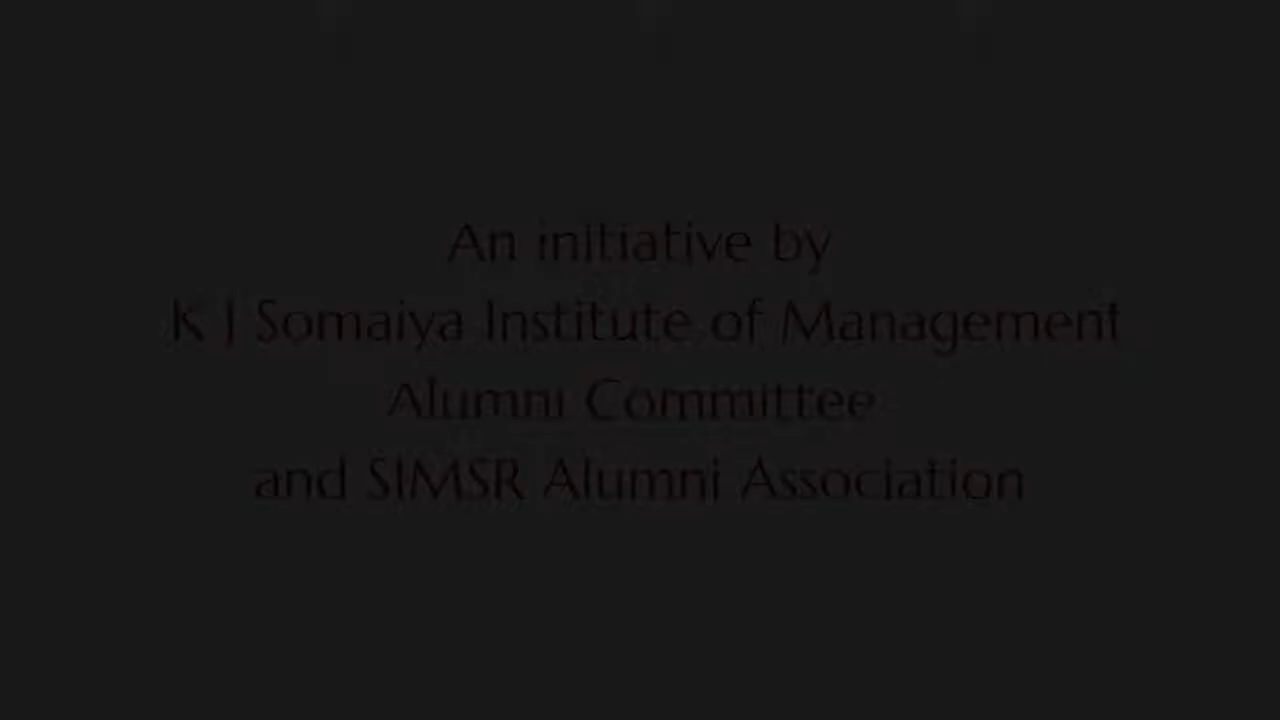 An initiative by
K J Somaiya Institute of Management
Alumni Committee
and SIMSR Alumni Association